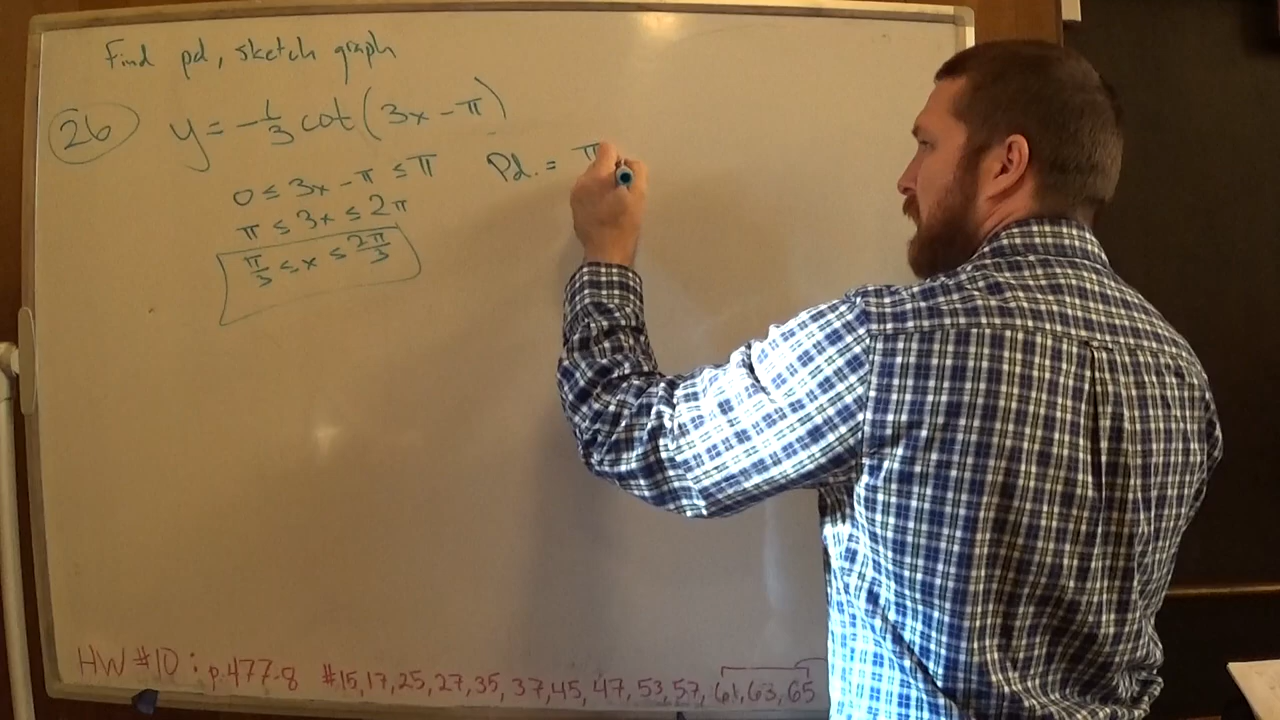 Find pd, sketch graph
26 y = -1/3 cot(3x - π)
0 ≤ 3x - π ≤ π
Pd. = π
π ≤ 3x ≤ 2π
π/3 ≤ x ≤ 2π/3
HW #10: p.477-8 #15,17,25,27,35,37,45,47,53,57,61,63,65